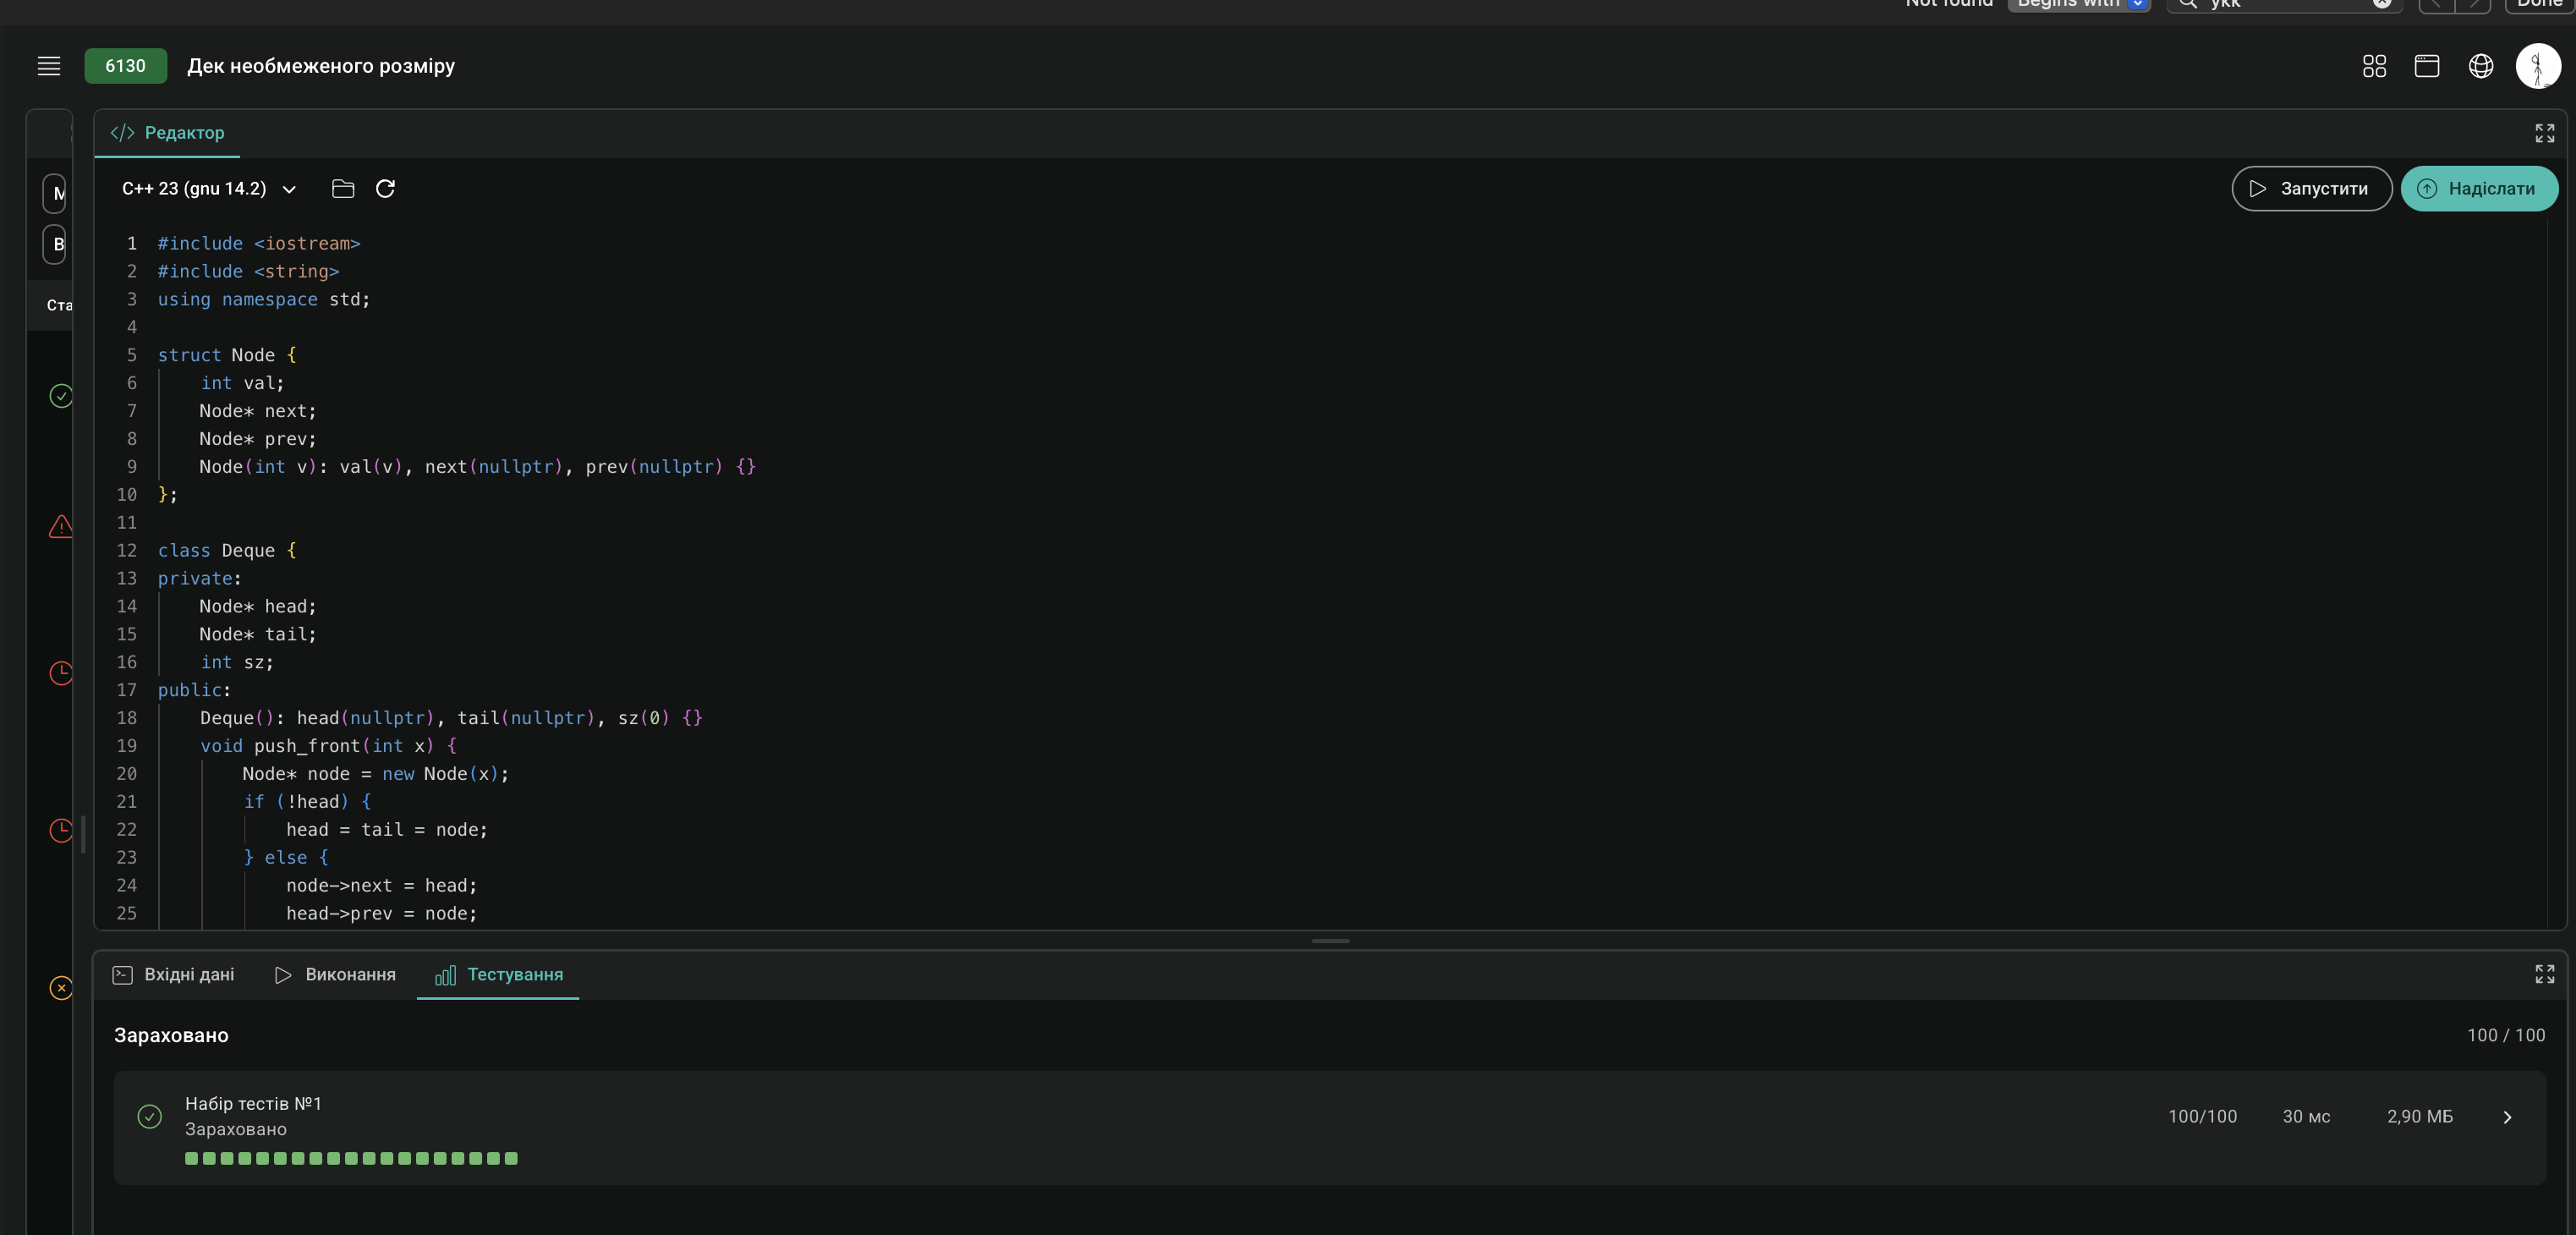 Not found Begins with укк Done
6130 Дек необмеженого розміру
Редактор
C++ 23 (gnu 14.2)
Запустити Надіслати
M
B
Ста
1 #include <iostream>
2 #include <string>
3 using namespace std;
4
5 struct Node {
6 int val;
7 Node* next;
8 Node* prev;
9 Node(int v): val(v), next(nullptr), prev(nullptr) {}
10 };
11
12 class Deque {
13 private:
14 Node* head;
15 Node* tail;
16 int sz;
17 public:
18 Deque(): head(nullptr), tail(nullptr), sz(0) {}
19 void push_front(int x) {
20 Node* node = new Node(x);
21 if (!head) {
22 head = tail = node;
23 } else {
24 node->next = head;
25 head->prev = node;
Вхідні дані Виконання Тестування
Зараховано 100 / 100
Набір тестів №1
Зараховано
100/100 30 мс 2,90 МБ